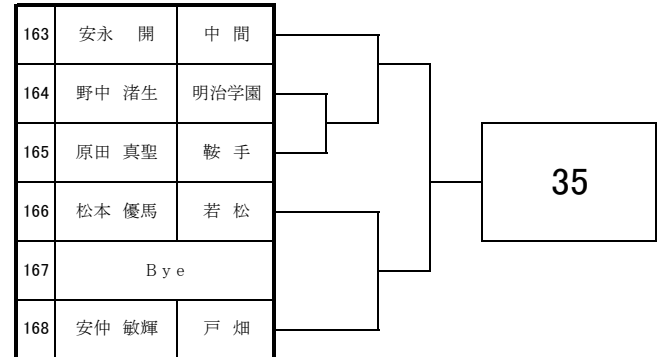 163 安永 開 中 間
164 野中 渚生 明治学園
165 原田 真聖 鞍 手
35
166 松本 優馬 若 松
167 Bye
168 安仲 敏輝 戸 畑